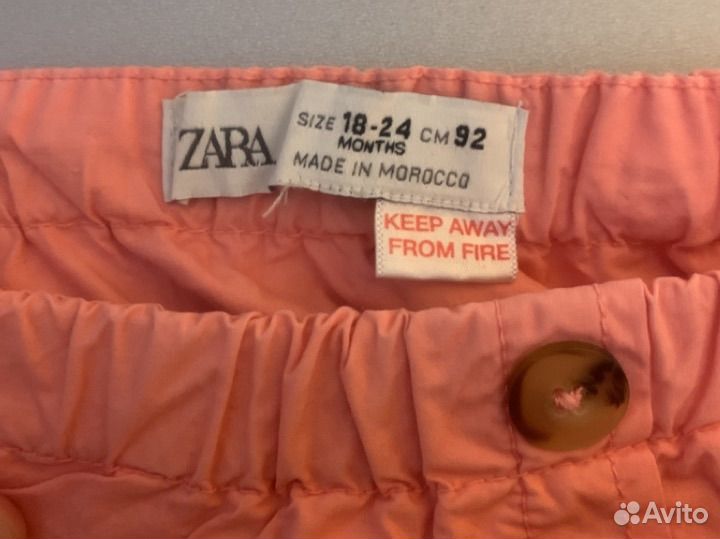 ZARA
SIZE 18-24 CM 92
MONTHS
MADE IN MOROCCO
KEEP AWAY
FROM FIRE
Avito